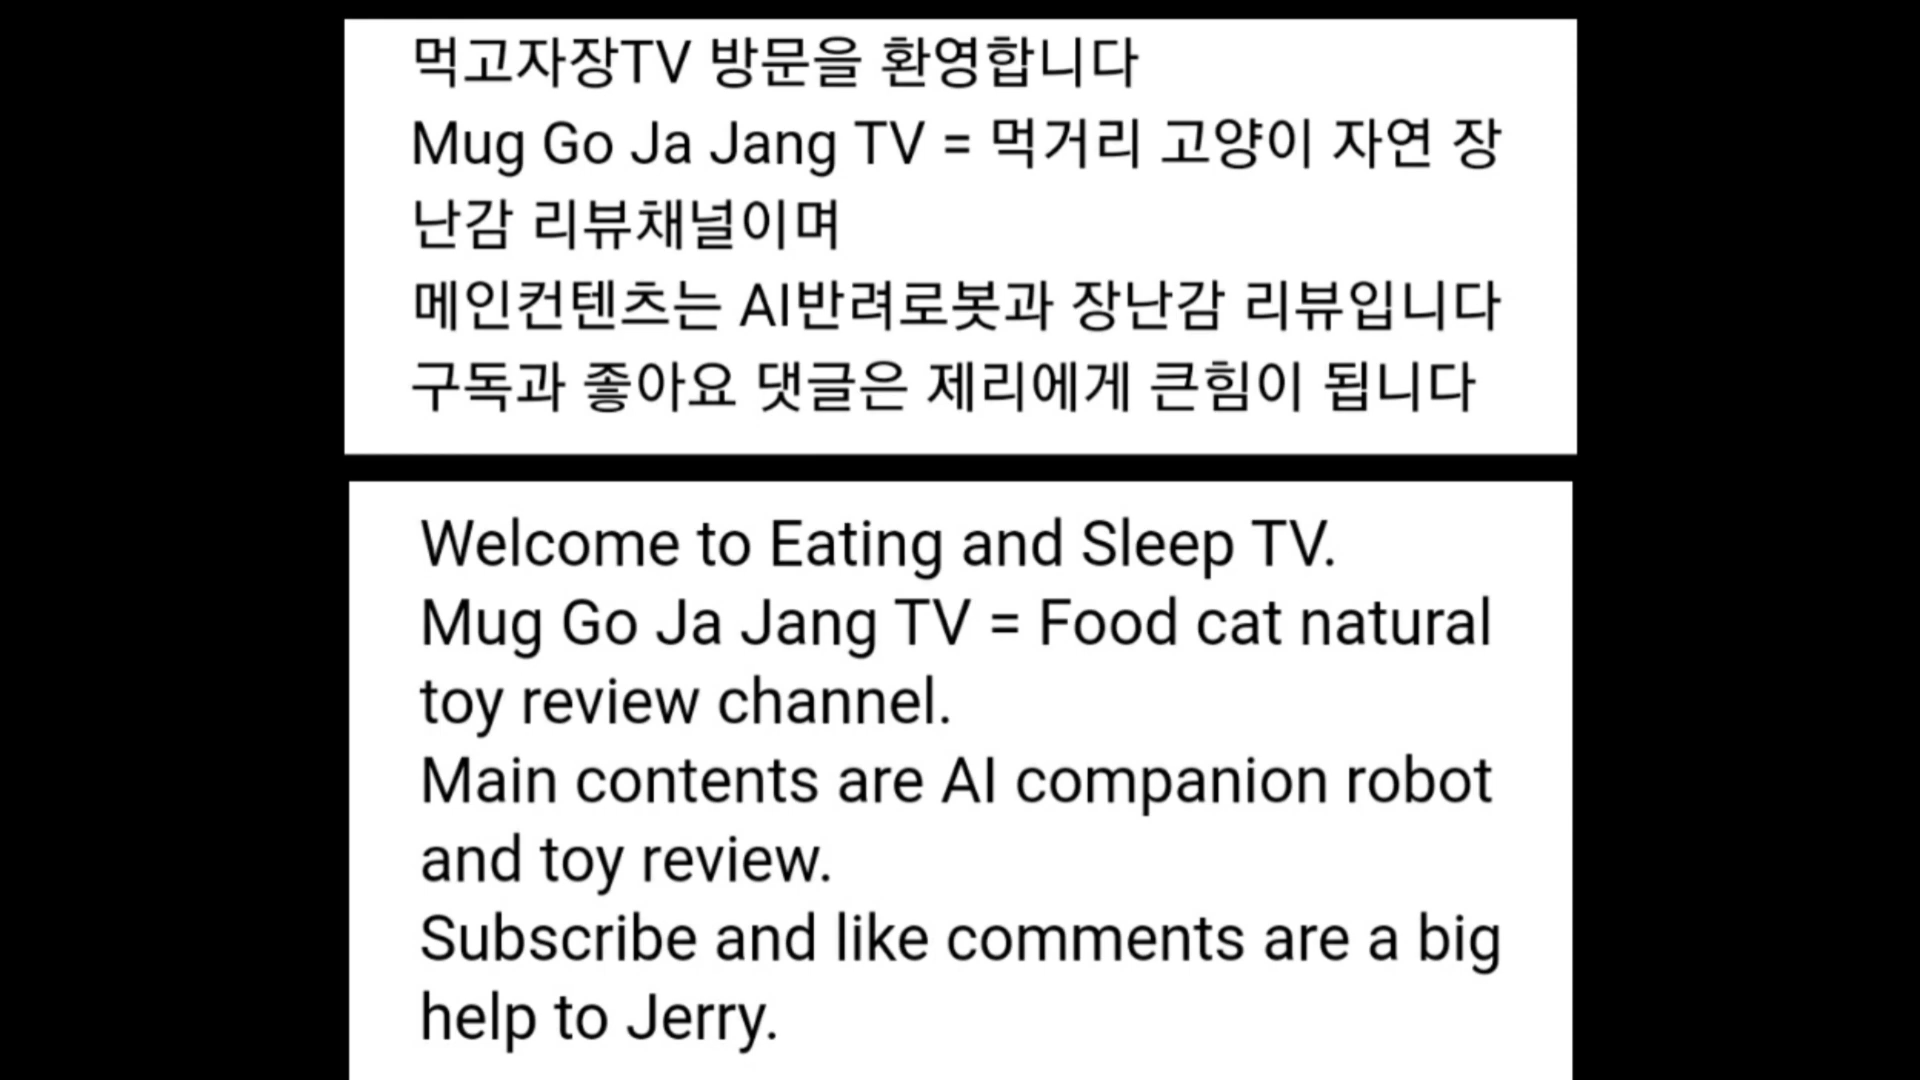 먹고자장TV 방문을 환영합니다
Mug Go Ja Jang TV = 먹거리 고양이 자연 장
난감 리뷰채널이며
메인컨텐츠는 AI반려로봇과 장난감 리뷰입니다
구독과 좋아요 댓글은 제리에게 큰힘이 됩니다
Welcome to Eating and Sleep TV.
Mug Go Ja Jang TV = Food cat natural
toy review channel.
Main contents are AI companion robot
and toy review.
Subscribe and like comments are a big
help to Jerry.